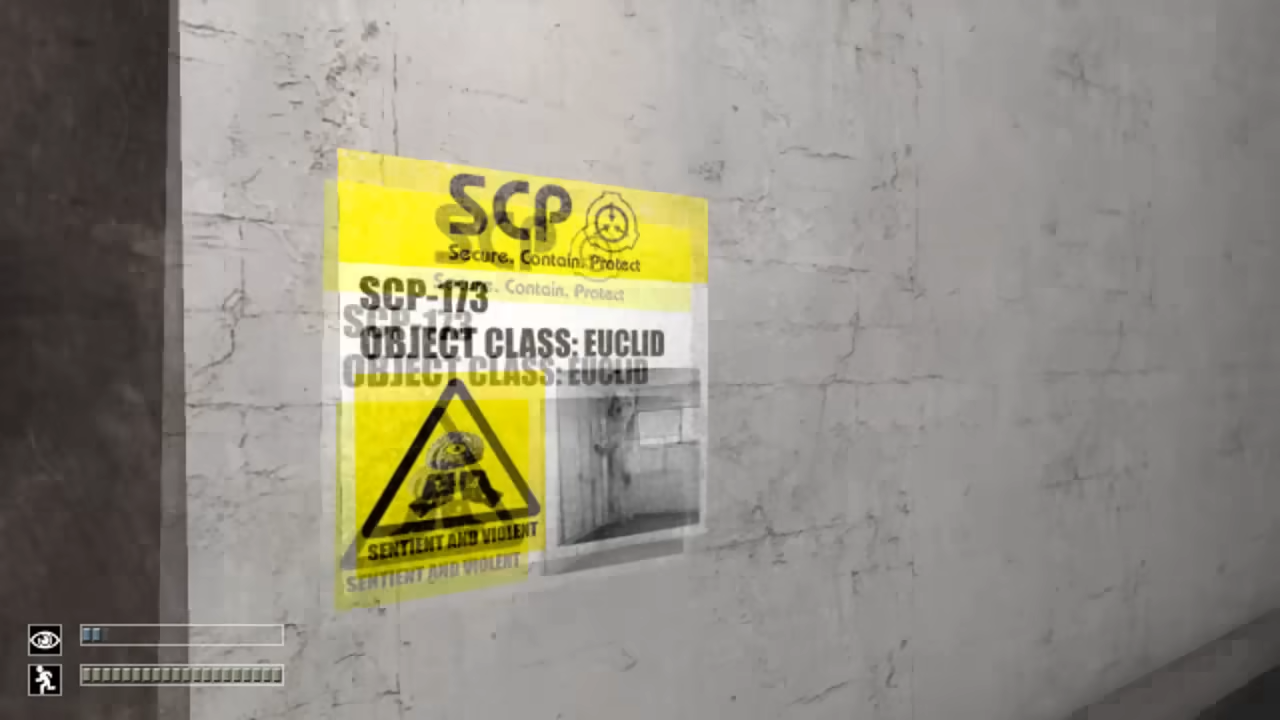 SCP
Secure. Contain. Protect
SCP-173
OBJECT CLASS: EUCLID
SENTIENT AND VIOLENT